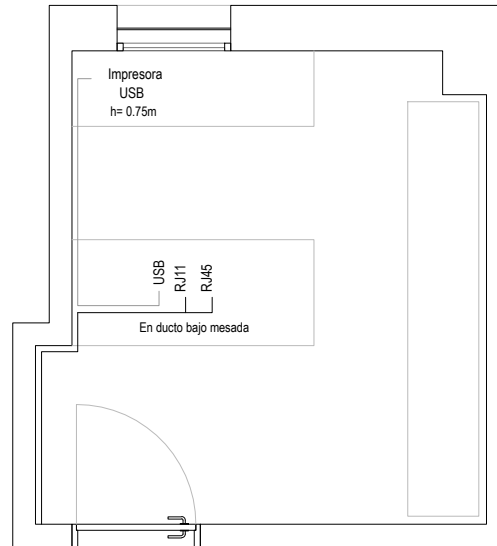 Impresora
USB
h= 0.75m
USB
RJ11
RJ45
En ducto bajo mesada